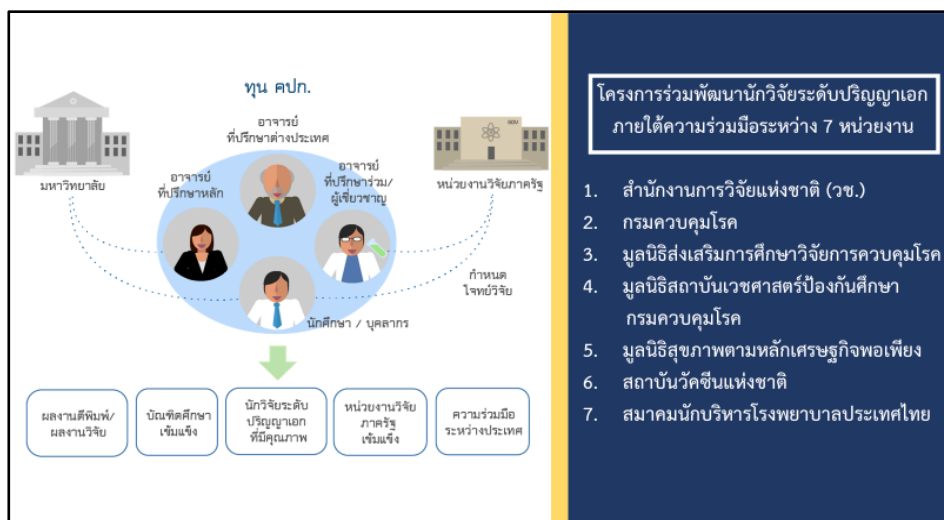 ทุน คปก.
มหาวิทยาลัย
อาจารย์
ที่ปรึกษาต่างประเทศ
อาจารย์
ที่ปรึกษาหลัก
อาจารย์
ที่ปรึกษาร่วม/
ผู้เชี่ยวชาญ
GOV
หน่วยงานวิจัยภาครัฐ
กำหนด
โจทย์วิจัย
นักศึกษา / บุคลากร
ผลงานตีพิมพ์/
ผลงานวิจัย
บัณฑิตศึกษา
เข้มแข็ง
นักวิจัยระดับ
ปริญญาเอก
ที่มีคุณภาพ
หน่วยงานวิจัย
ภาครัฐ
เข้มแข็ง
ความร่วมมือ
ระหว่างประเทศ
โครงการร่วมพัฒนานักวิจัยระดับปริญญาเอก
ภายใต้ความร่วมมือระหว่าง 7 หน่วยงาน
1. สำนักงานการวิจัยแห่งชาติ (วช.)
2. กรมควบคุมโรค
3. มูลนิธิส่งเสริมการศึกษาวิจัยการควบคุมโรค
4. มูลนิธิสถาบันเวชศาสตร์ป้องกันศึกษา
กรมควบคุมโรค
5. มูลนิธิสุขภาพตามหลักเศรษฐกิจพอเพียง
6. สถาบันวัคซีนแห่งชาติ
7. สมาคมนักบริหารโรงพยาบาลประเทศไทย